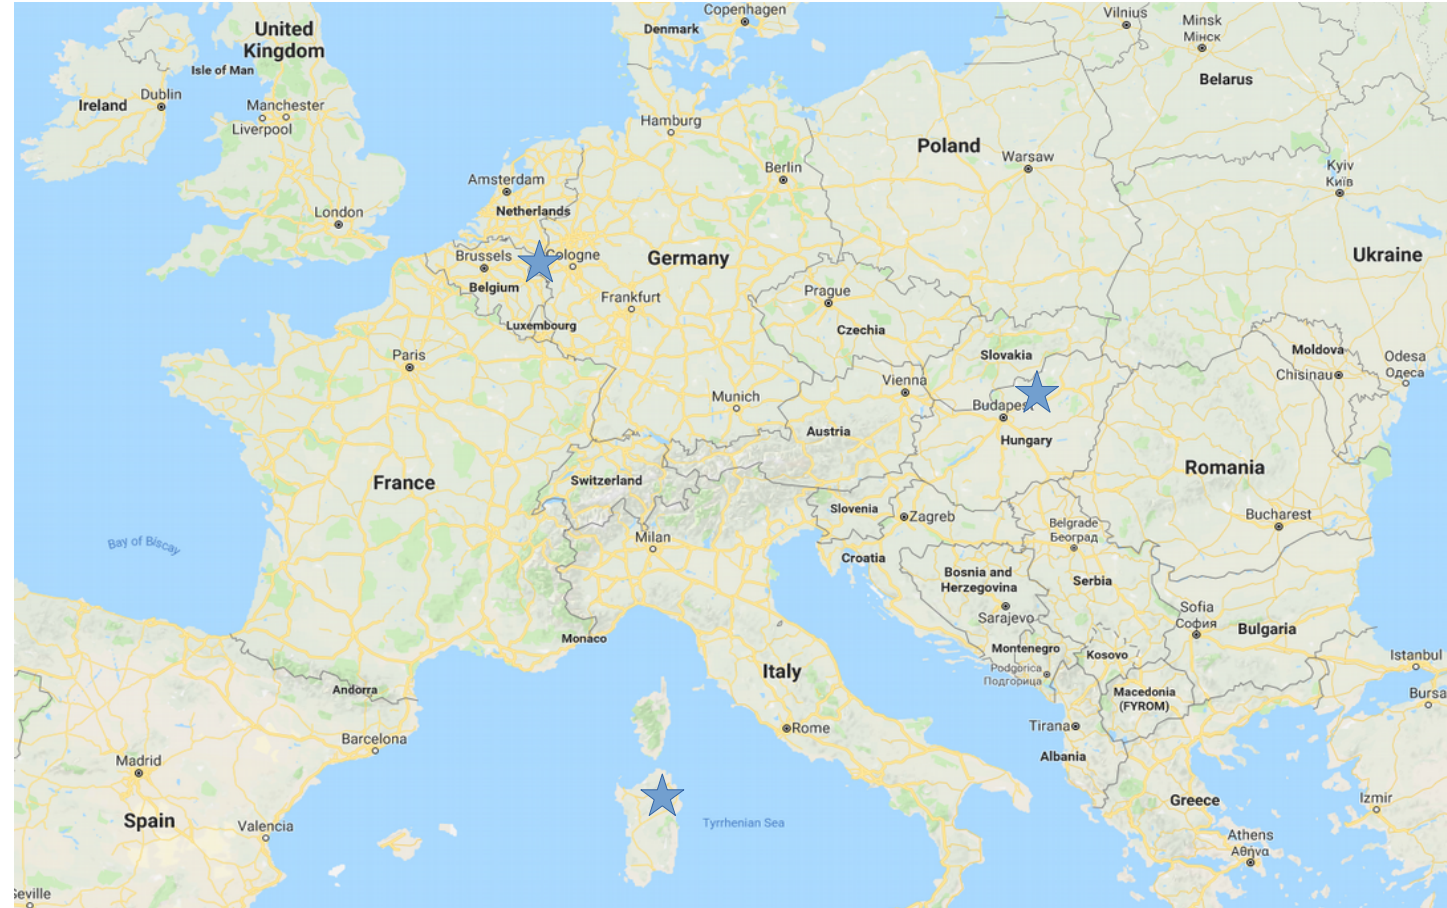 Copenhagen
Vilnius
Minsk
Мінск
United
Kingdom
Denmark
Isle of Man
Belarus
Ireland
Dublin
Manchester
Liverpool
Hamburg
Poland
Warsaw
Berlin
Kyiv
Київ
Amsterdam
Netherlands
London
Brussels
Cologne
Germany
Ukraine
Belgium
Frankfurt
Prague
Luxembourg
Czechia
Paris
Slovakia
Moldova
Chisinau
Odesa
Одеса
Vienna
Munich
Budapest
Austria
Hungary
France
Switzerland
Romania
Slovenia
Zagreb
Belgrade
Београд
Bucharest
Milan
Bay of Biscay
Croatia
Bosnia and
Herzegovina
Serbia
Sarajevo
Sofia
София
Bulgaria
Monaco
Montenegro
Kosovo
Istanbul
Podgorica
Подгорица
Italy
Andorra
Macedonia
(FYROM)
Bursa
Rome
Tirana
Barcelona
Albania
Madrid
Greece
Izmir
Spain
Valencia
Tyrrhenian Sea
Athens
Αθήνα
Seville